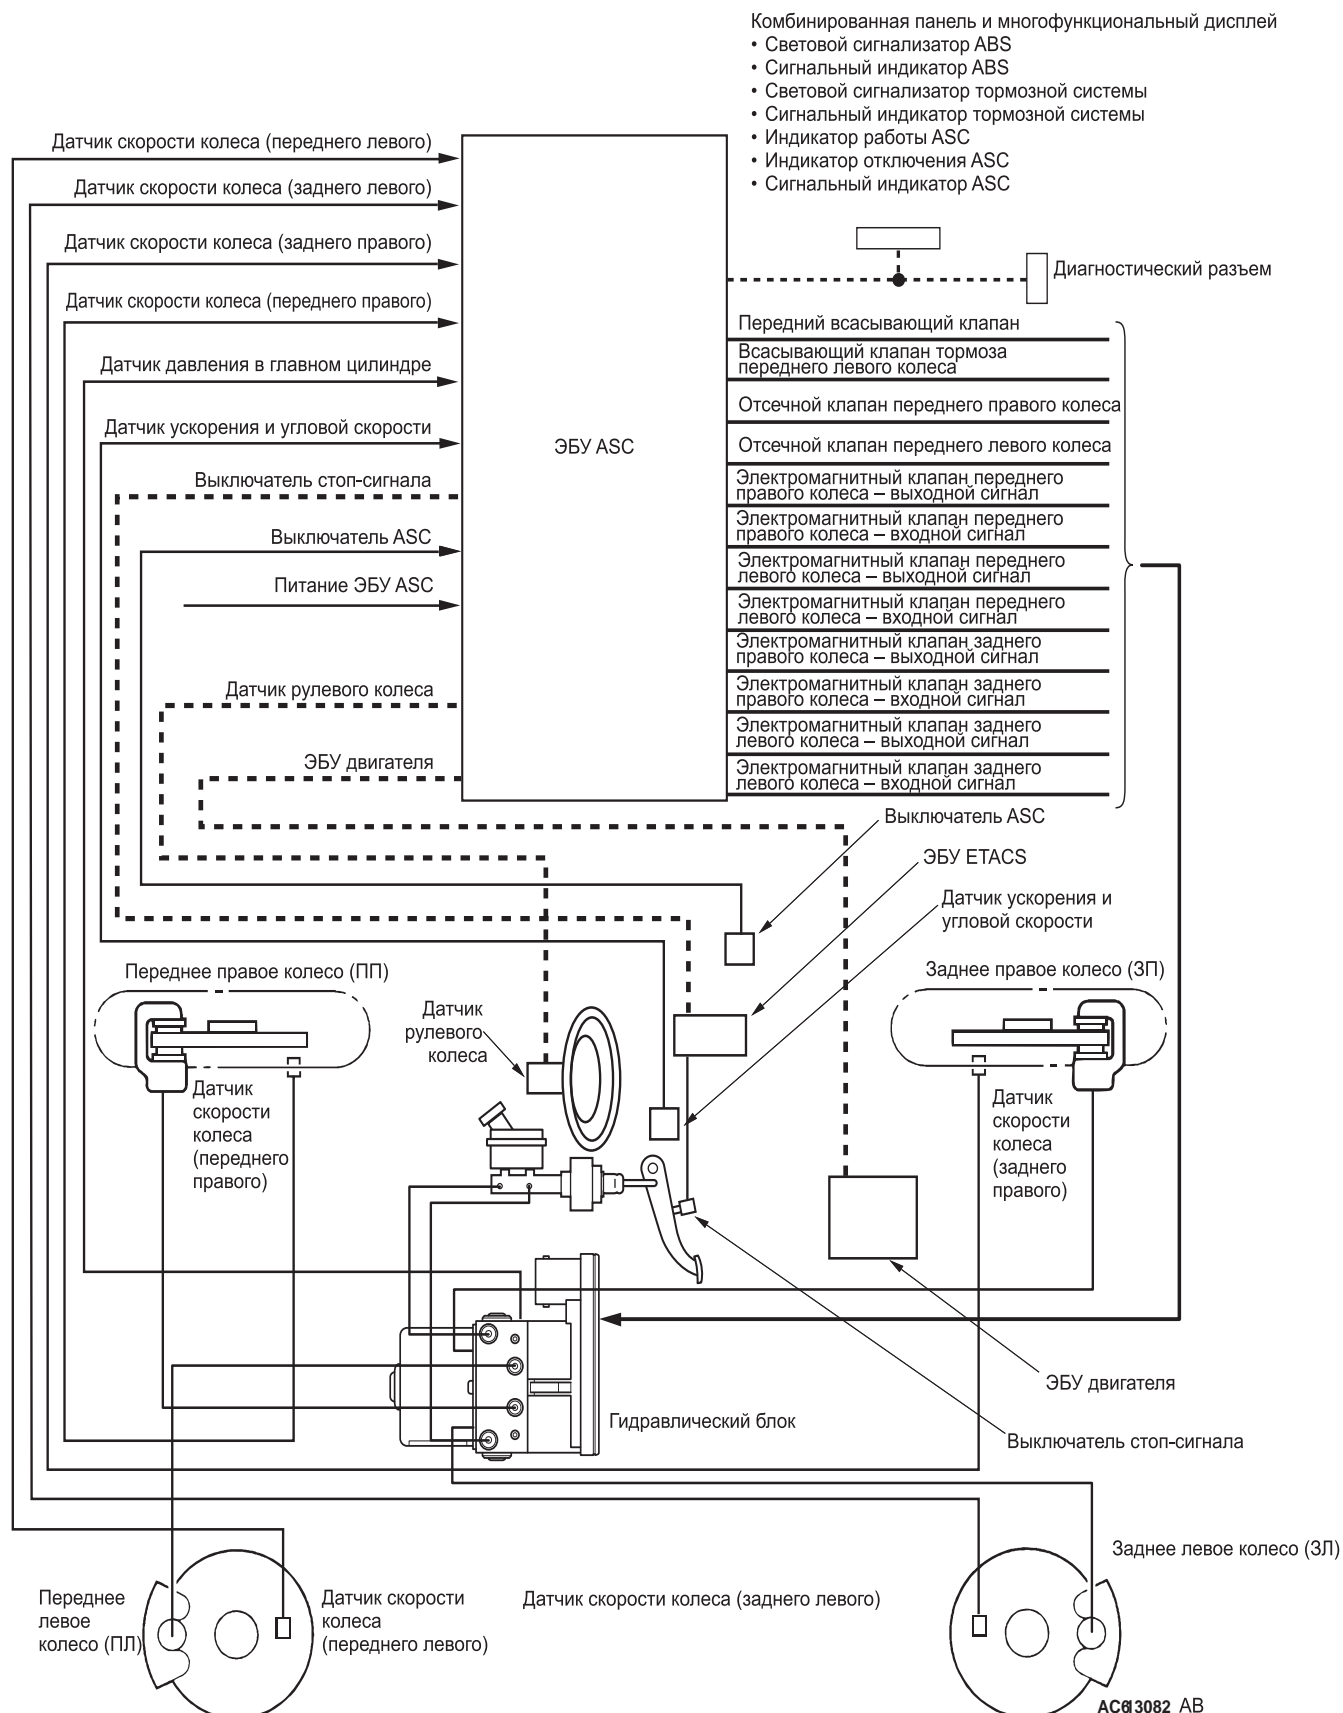 Комбинированная панель и многофункциональный дисплей
• Световой сигнализатор ABS
• Сигнальный индикатор ABS
• Световой сигнализатор тормозной системы
• Сигнальный индикатор тормозной системы
• Индикатор работы ASC
• Индикатор отключения ASC
• Сигнальный индикатор ASC
Датчик скорости колеса (переднего левого)
Датчик скорости колеса (заднего левого)
Датчик скорости колеса (заднего правого)
Датчик скорости колеса (переднего правого)
Датчик давления в главном цилиндре
Датчик ускорения и угловой скорости
Выключатель стоп-сигнала
Выключатель ASC
Питание ЭБУ ASC
Датчик рулевого колеса
ЭБУ двигателя
ЭБУ ASC
Диагностический разъем
Передний всасывающий клапан
Всасывающий клапан тормоза
переднего левого колеса
Отсечной клапан переднего правого колеса
Отсечной клапан переднего левого колеса
Электромагнитный клапан переднего
правого колеса – выходной сигнал
Электромагнитный клапан переднего
правого колеса – входной сигнал
Электромагнитный клапан переднего
левого колеса – выходной сигнал
Электромагнитный клапан переднего
левого колеса – входной сигнал
Электромагнитный клапан заднего
правого колеса – выходной сигнал
Электромагнитный клапан заднего
правого колеса – входной сигнал
Электромагнитный клапан заднего
левого колеса – выходной сигнал
Электромагнитный клапан заднего
левого колеса – входной сигнал
Выключатель ASC
ЭБУ ETACS
Датчик ускорения и
угловой скорости
Переднее правое колесо (ПП)
Заднее правое колесо (ЗП)
Датчик
рулевого
колеса
Датчик
скорости
колеса
(переднего
правого)
Датчик
скорости
колеса
(заднего
правого)
ЭБУ двигателя
Гидравлический блок
Выключатель стоп-сигнала
Заднее левое колесо (ЗЛ)
Переднее
левое
колесо (ПЛ)
Датчик скорости
колеса
(переднего левого)
Датчик скорости колеса (заднего левого)
AC613082 AB